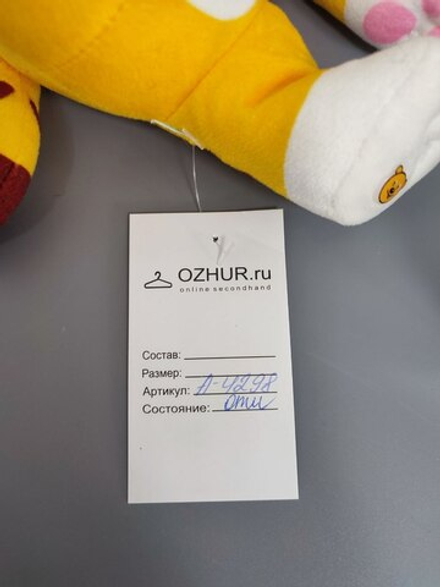 OZHUR.ru
online secondhand
Состав:
Размер:
Артикул: А-4298
Состояние: отл